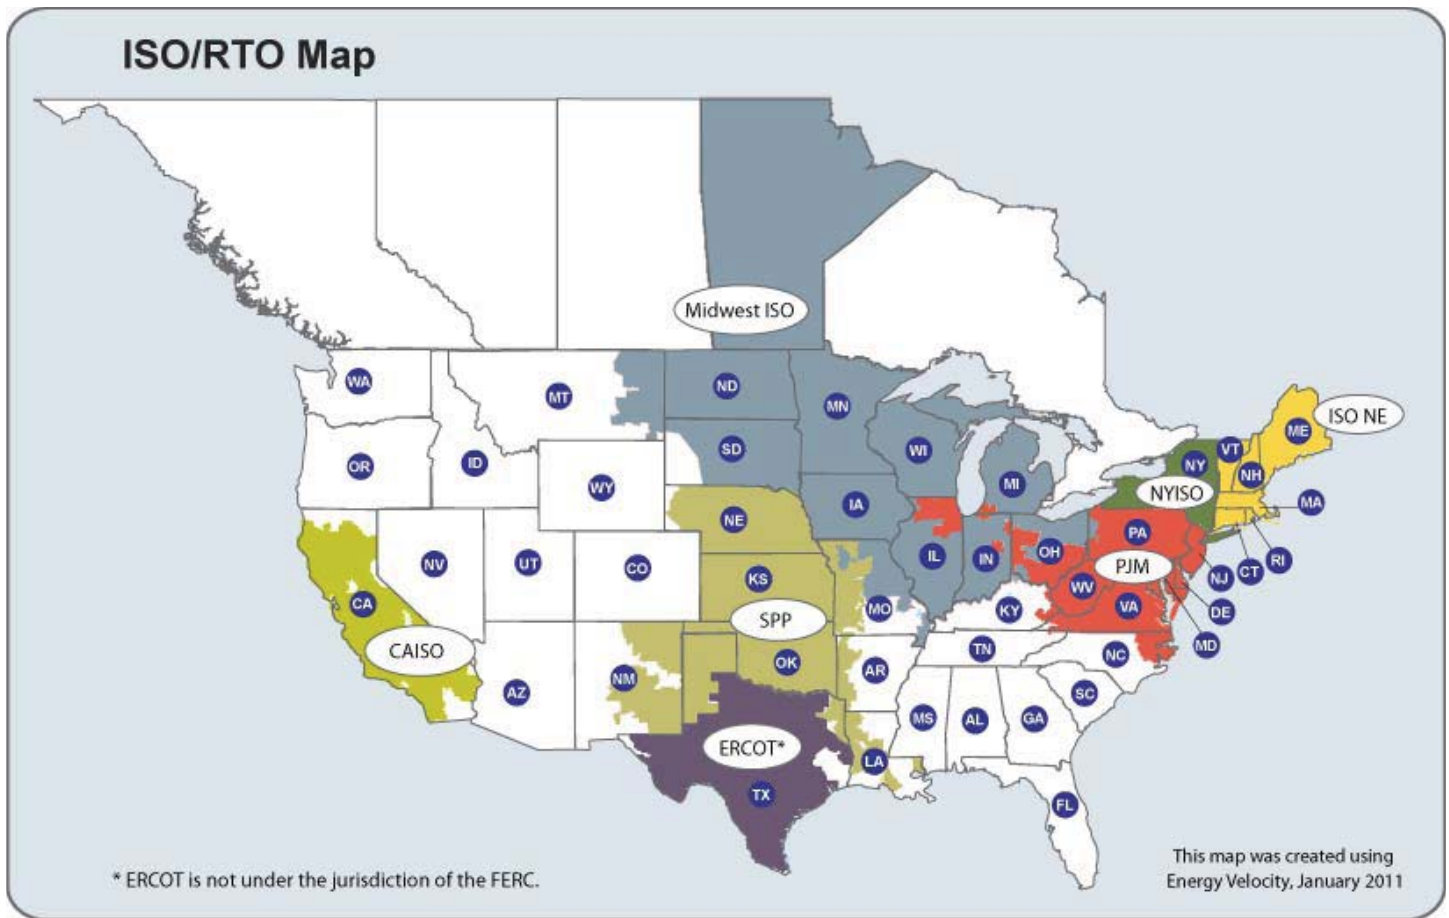 ISO/RTO Map
Midwest ISO
WA
MT
ND
MN
ISO NE
ME
OR
ID
SD
WI
VT
NY
NH
WY
MI
NYISO
IA
MA
NE
PA
NV
UT
CO
IL
IN
OH
PJM
CT
RI
NJ
KS
WV
CA
SPP
MO
KY
VA
DE
CAISO
OK
TN
NC
MD
AZ
NM
AR
SC
MS
AL
GA
ERCOT*
LA
TX
FL
* ERCOT is not under the jurisdiction of the FERC.
This map was created using
Energy Velocity, January 2011